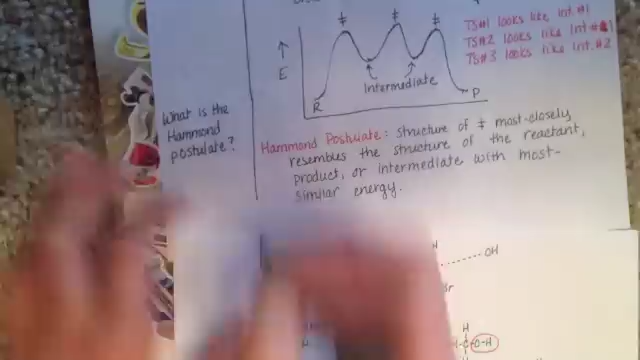 TS#1 looks like Int #1
TS#2 looks like Int #1
TS#3 looks like Int. #2
‡ ‡ ‡
↑
E
Intermediate
R P
What is the
Hammond
postulate?
Hammond Postulate: structure of ‡ most-closely
resembles the structure of the reactant,
product, or intermediate with most-
similar energy.
H
OH
H
C O-H